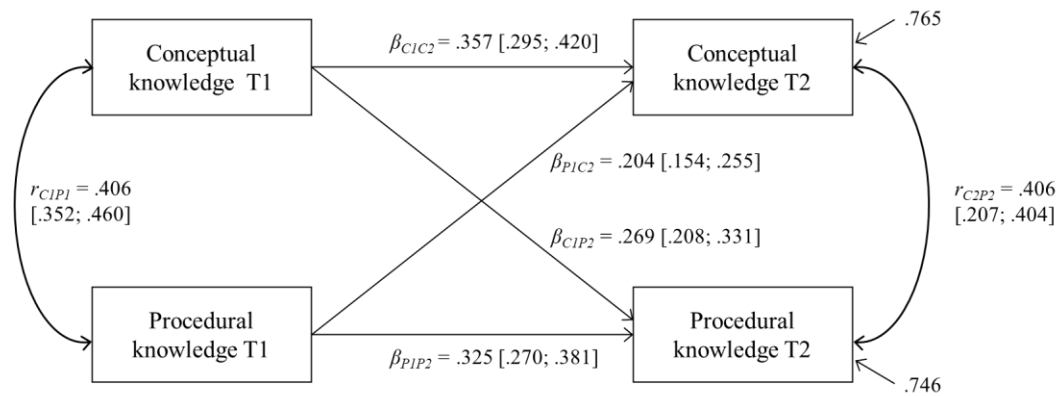 Conceptual
knowledge T1
β_C1C2 = .357 [.295; .420]
Conceptual
knowledge T2
.765
β_P1C2 = .204 [.154; .255]
r_C1P1 = .406
[.352; .460]
r_C2P2 = .406
[.207; .404]
β_C1P2 = .269 [.208; .331]
Procedural
knowledge T1
β_P1P2 = .325 [.270; .381]
Procedural
knowledge T2
.746